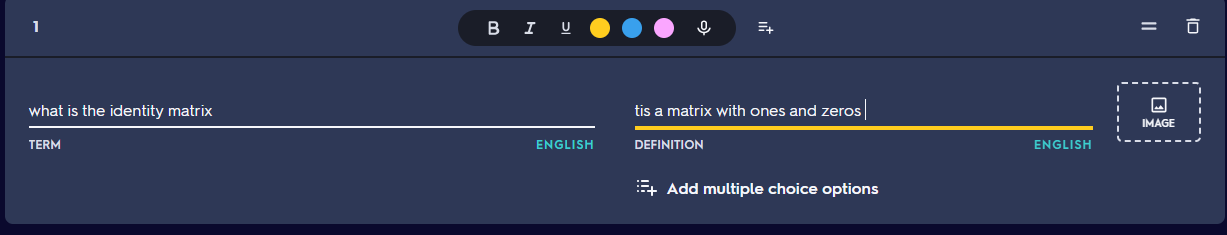 1
B I U
what is the identity matrix
tis a matrix with ones and zeros
IMAGE
TERM ENGLISH
DEFINITION ENGLISH
Add multiple choice options